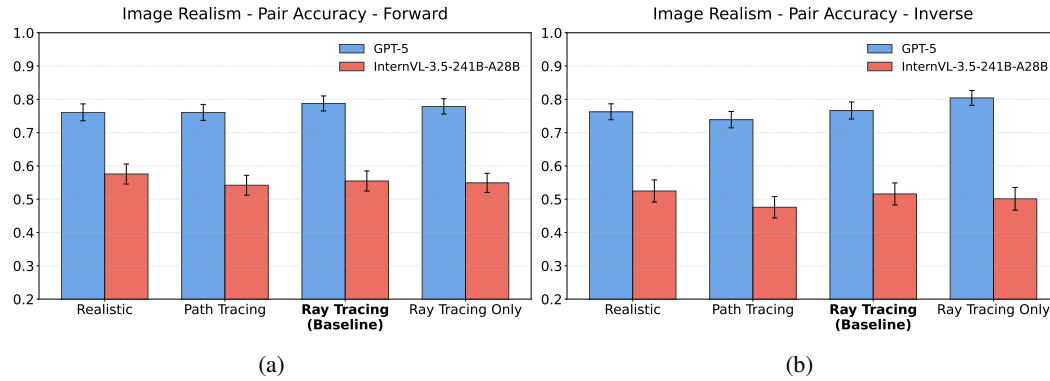 Image Realism - Pair Accuracy - Forward
1.0
0.9
0.8
0.7
0.6
0.5
0.4
0.3
0.2
GPT-5
InternVL-3.5-241B-A28B
Realistic
Path Tracing
Ray Tracing
(Baseline)
Ray Tracing Only
(a)
Image Realism - Pair Accuracy - Inverse
1.0
0.9
0.8
0.7
0.6
0.5
0.4
0.3
0.2
GPT-5
InternVL-3.5-241B-A28B
Realistic
Path Tracing
Ray Tracing
(Baseline)
Ray Tracing Only
(b)